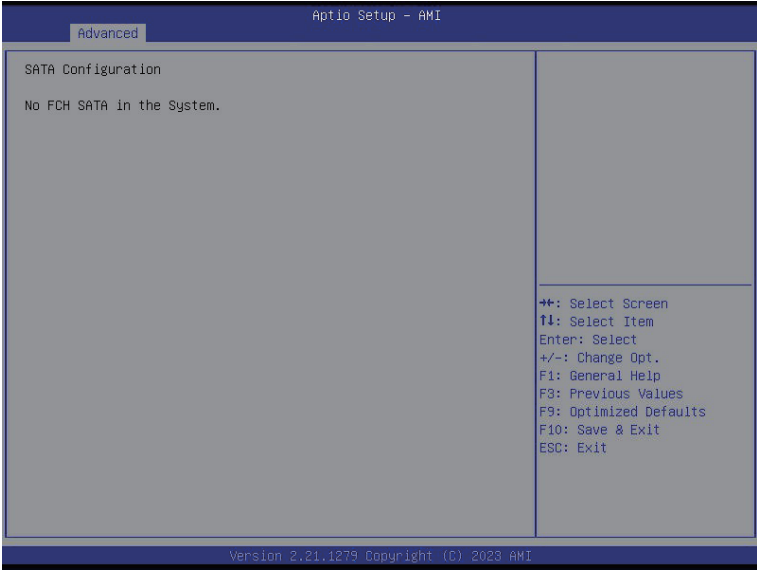 Aptio Setup – AMI
Advanced
SATA Configuration
No FCH SATA in the System.
→←: Select Screen
↑↓: Select Item
Enter: Select
+/-: Change Opt.
F1: General Help
F3: Previous Values
F9: Optimized Defaults
F10: Save & Exit
ESC: Exit
Version 2.21.1279 Copyright (C) 2023 AMI